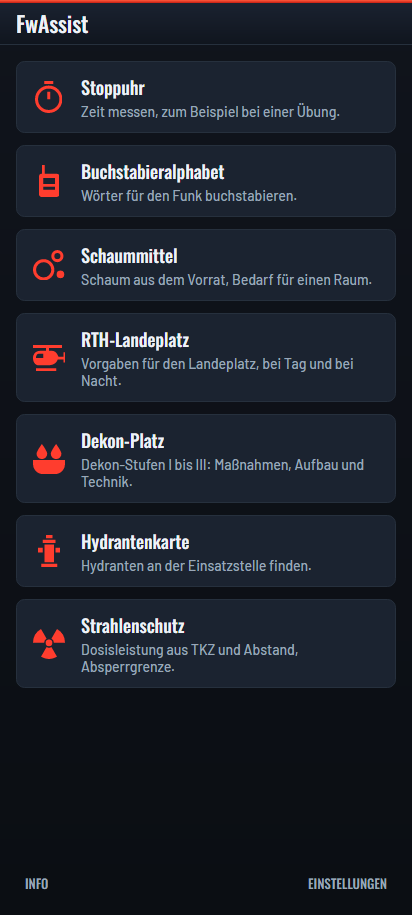 FwAssist
Stoppuhr
Zeit messen, zum Beispiel bei einer Übung.
Buchstabieralphabet
Wörter für den Funk buchstabieren.
Schaummittel
Schaum aus dem Vorrat, Bedarf für einen Raum.
RTH-Landeplatz
Vorgaben für den Landeplatz, bei Tag und bei
Nacht.
Dekon-Platz
Dekon-Stufen I bis III: Maßnahmen, Aufbau und
Technik.
Hydrantenkarte
Hydranten an der Einsatzstelle finden.
Strahlenschutz
Dosisleistung aus TKZ und Abstand,
Absperrgrenze.
INFO
EINSTELLUNGEN